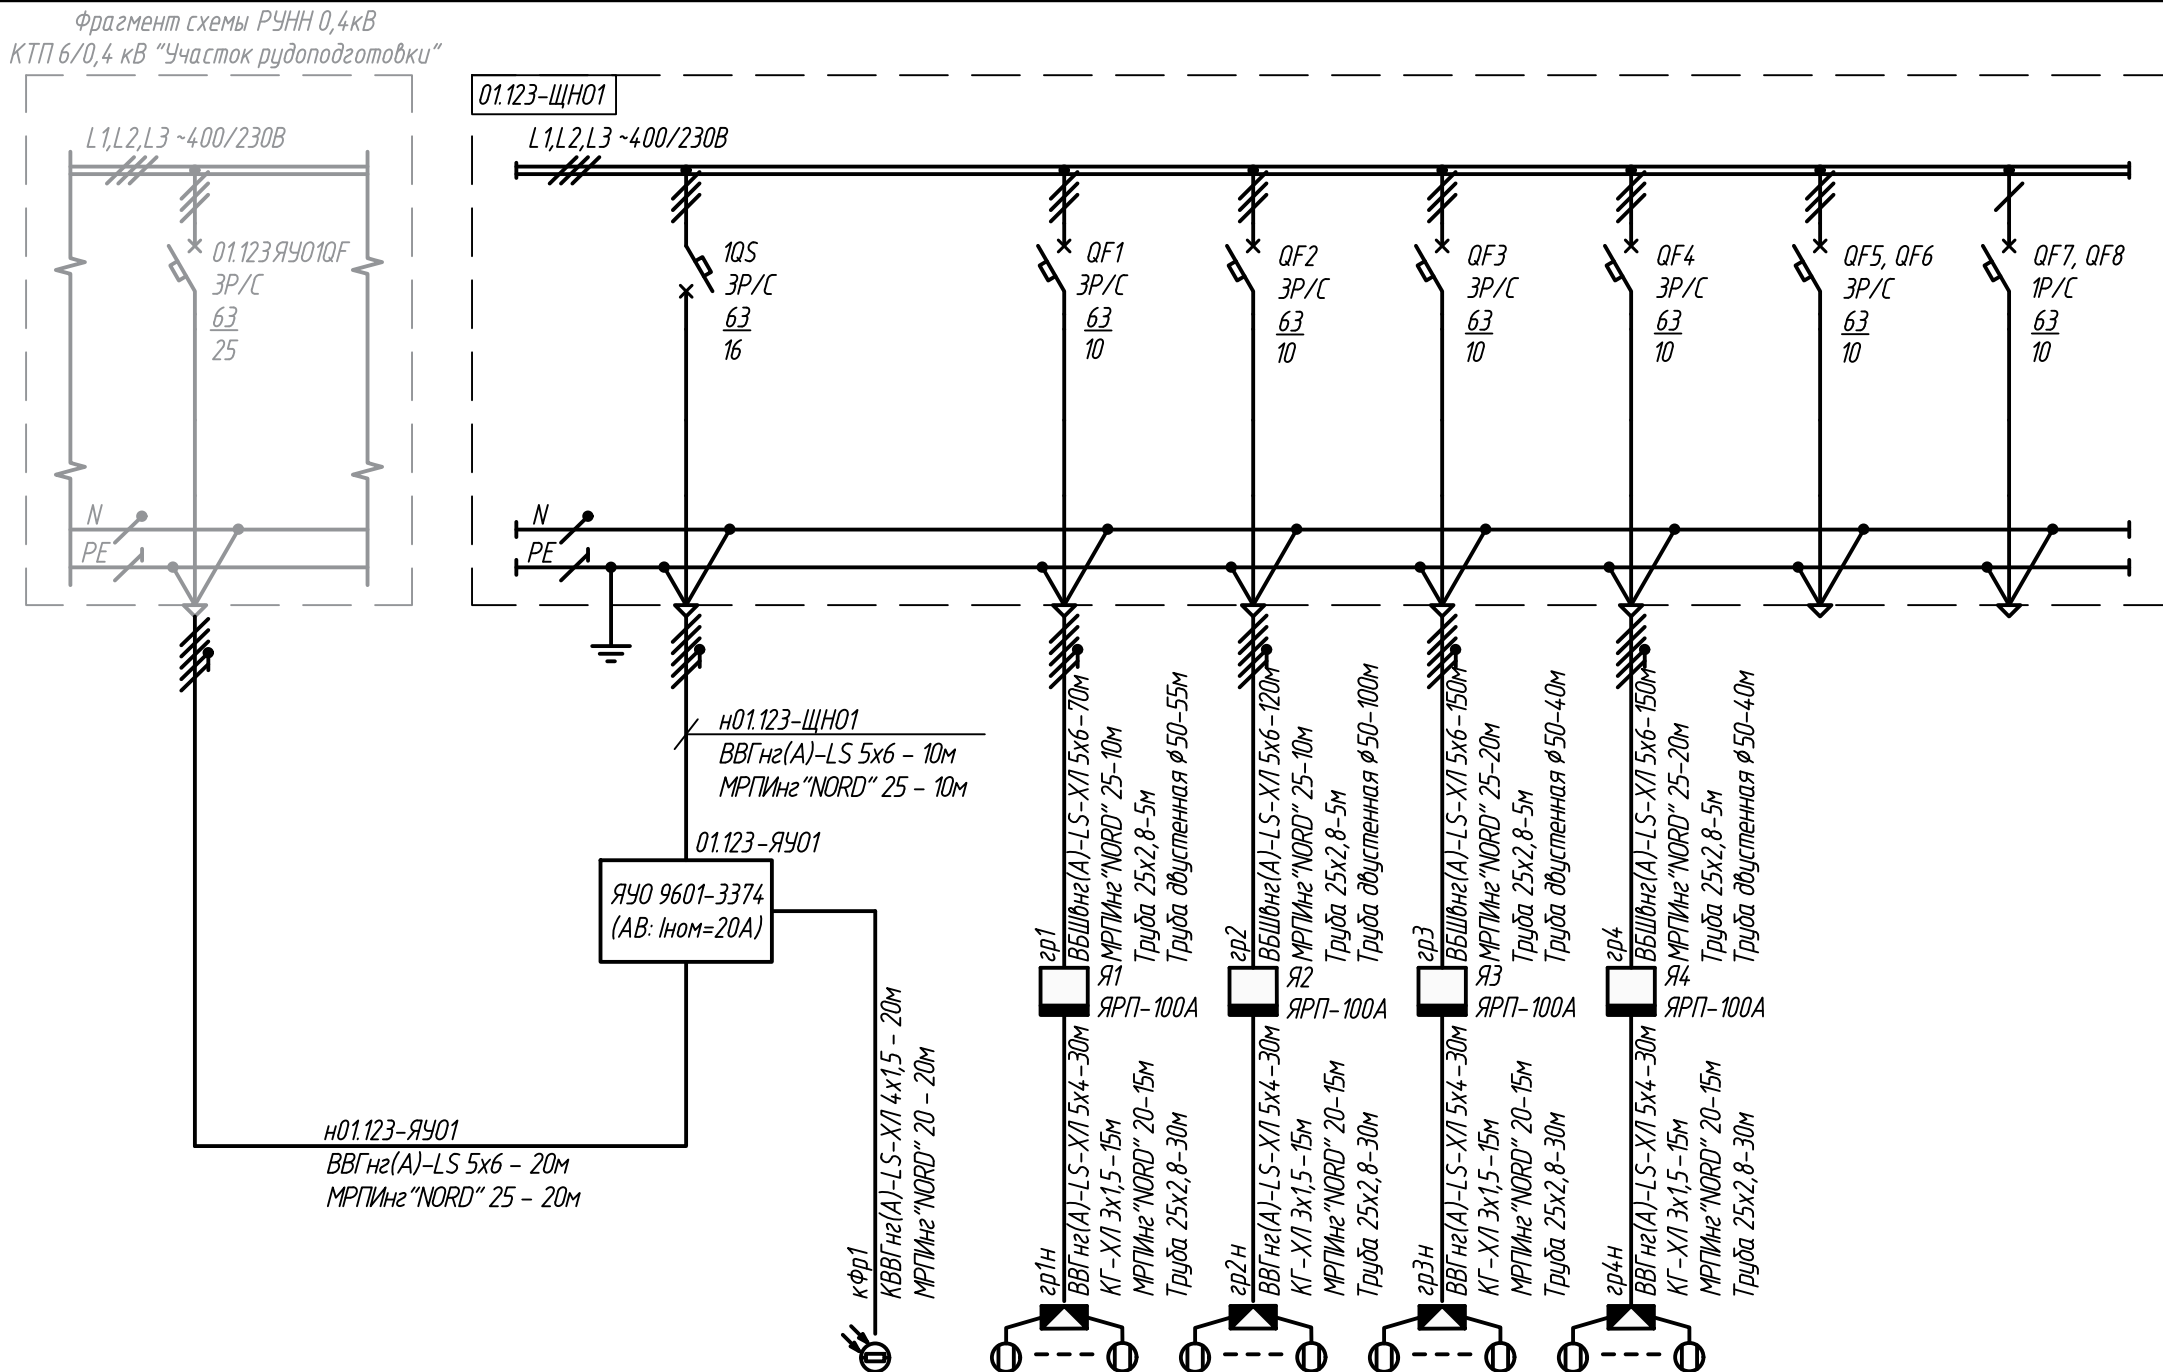 Фрагмент схемы РУНН 0,4кВ
КТП 6/0,4 кВ "Участок рудоподготовки"
L1,L2,L3 ~400/230В
01.123ЯУО1QF
3P/C
63
25
N
PE
01.123-ЩНО1
L1,L2,L3 ~400/230В
1QS
3P/C
63
16
QF1
3P/C
63
10
QF2
3P/C
63
10
QF3
3P/C
63
10
QF4
3P/C
63
10
QF5, QF6
3P/C
63
10
QF7, QF8
1P/C
63
10
N
PE
н01.123-ЩНО1
ВВГнг(А)-LS 5х6 - 10м
МРПИнг"NORD" 25 - 10м
01.123-ЯУО1
ЯУО 9601-3374
(АВ: Iном=20А)
н01.123-ЯУО1
ВВГнг(А)-LS 5х6 - 20м
МРПИнг"NORD" 25 - 20м
кФр1
КВВГнг(А)-LS-ХЛ 4х1,5 - 20м
МРПИнг"NORD" 20 - 20м
гр1
ВБШвнг(А)-LS-ХЛ 5х6-70м
МРПИнг"NORD" 25-10м
Труба 25х2,8-5м
Труба двустенная ϕ50-55м
Я1
ЯРП-100А
гр1н
ВВГнг(А)-LS-ХЛ 5х4-30м
КГ-ХЛ 3х1,5-15м
МРПИнг"NORD" 20-15м
Труба 25х2,8-30м
гр2
ВБШвнг(А)-LS-ХЛ 5х6-120м
МРПИнг"NORD" 25-10м
Труба 25х2,8-5м
Труба двустенная ϕ50-100м
Я2
ЯРП-100А
гр2н
ВВГнг(А)-LS-ХЛ 5х4-30м
КГ-ХЛ 3х1,5-15м
МРПИнг"NORD" 20-15м
Труба 25х2,8-30м
гр3
ВБШвнг(А)-LS-ХЛ 5х6-150м
МРПИнг"NORD" 25-20м
Труба 25х2,8-5м
Труба двустенная ϕ50-40м
Я3
ЯРП-100А
гр3н
ВВГнг(А)-LS-ХЛ 5х4-30м
КГ-ХЛ 3х1,5-15м
МРПИнг"NORD" 20-15м
Труба 25х2,8-30м
гр4
ВБШвнг(А)-LS-ХЛ 5х6-150м
МРПИнг"NORD" 25-20м
Труба 25х2,8-5м
Труба двустенная ϕ50-40м
Я4
ЯРП-100А
гр4н
ВВГнг(А)-LS-ХЛ 5х4-30м
КГ-ХЛ 3х1,5-15м
МРПИнг"NORD" 20-15м
Труба 25х2,8-30м